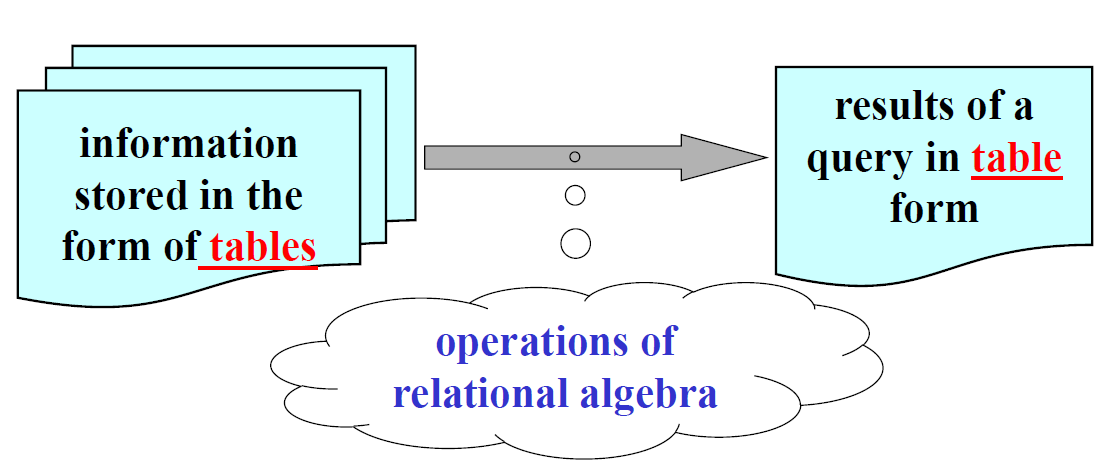 information
stored in the
form of tables
results of a
query in table
form
operations of
relational algebra